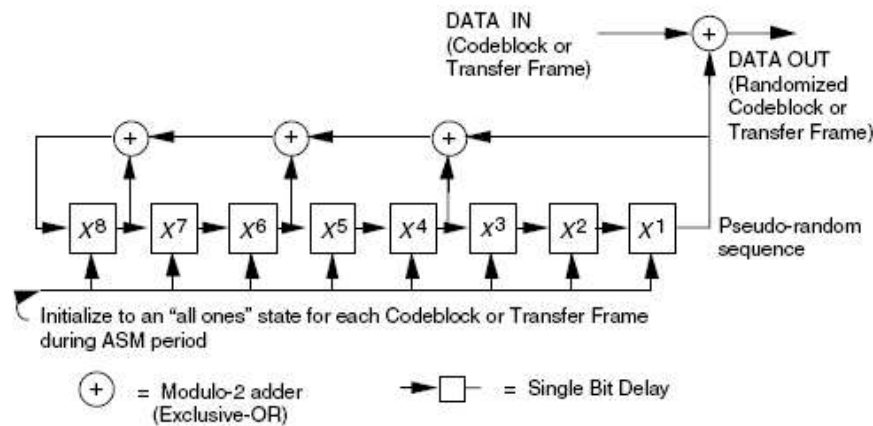 DATA IN
(Codeblock or
Transfer Frame)
+
DATA OUT
(Randomized
Codeblock or
Transfer Frame)
+ + +
X8 X7 X6 X5 X4 X3 X2 X1
Pseudo-random
sequence
Initialize to an “all ones” state for each Codeblock or Transfer Frame
during ASM period
+ = Modulo-2 adder
(Exclusive-OR)
= Single Bit Delay